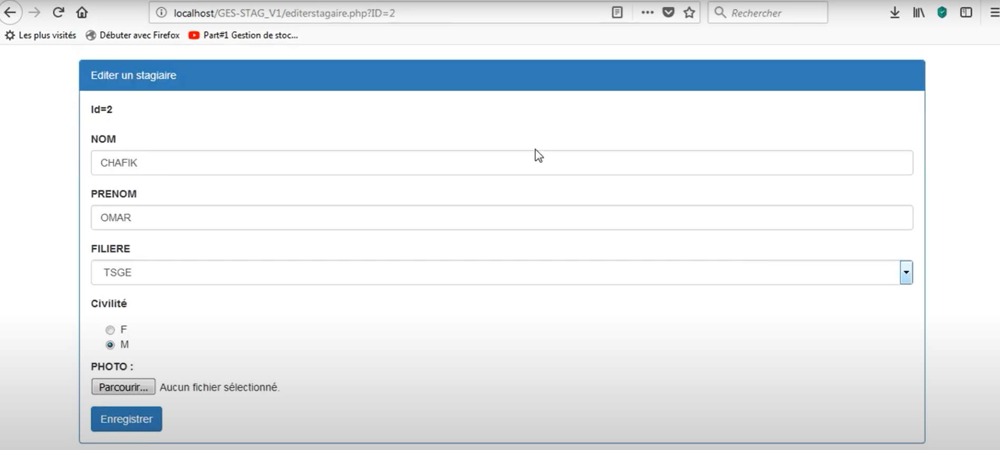 localhost/GES-STAG_V1/editerstagaire.php?ID=2
Rechercher
Les plus visités Débuter avec Firefox Part#1 Gestion de stoc...
Editer un stagiaire
Id=2
NOM
CHAFIK
PRENOM
OMAR
FILIERE
TSGE
Civilité
F
M
PHOTO :
Parcourir... Aucun fichier sélectionné.
Enregistrer